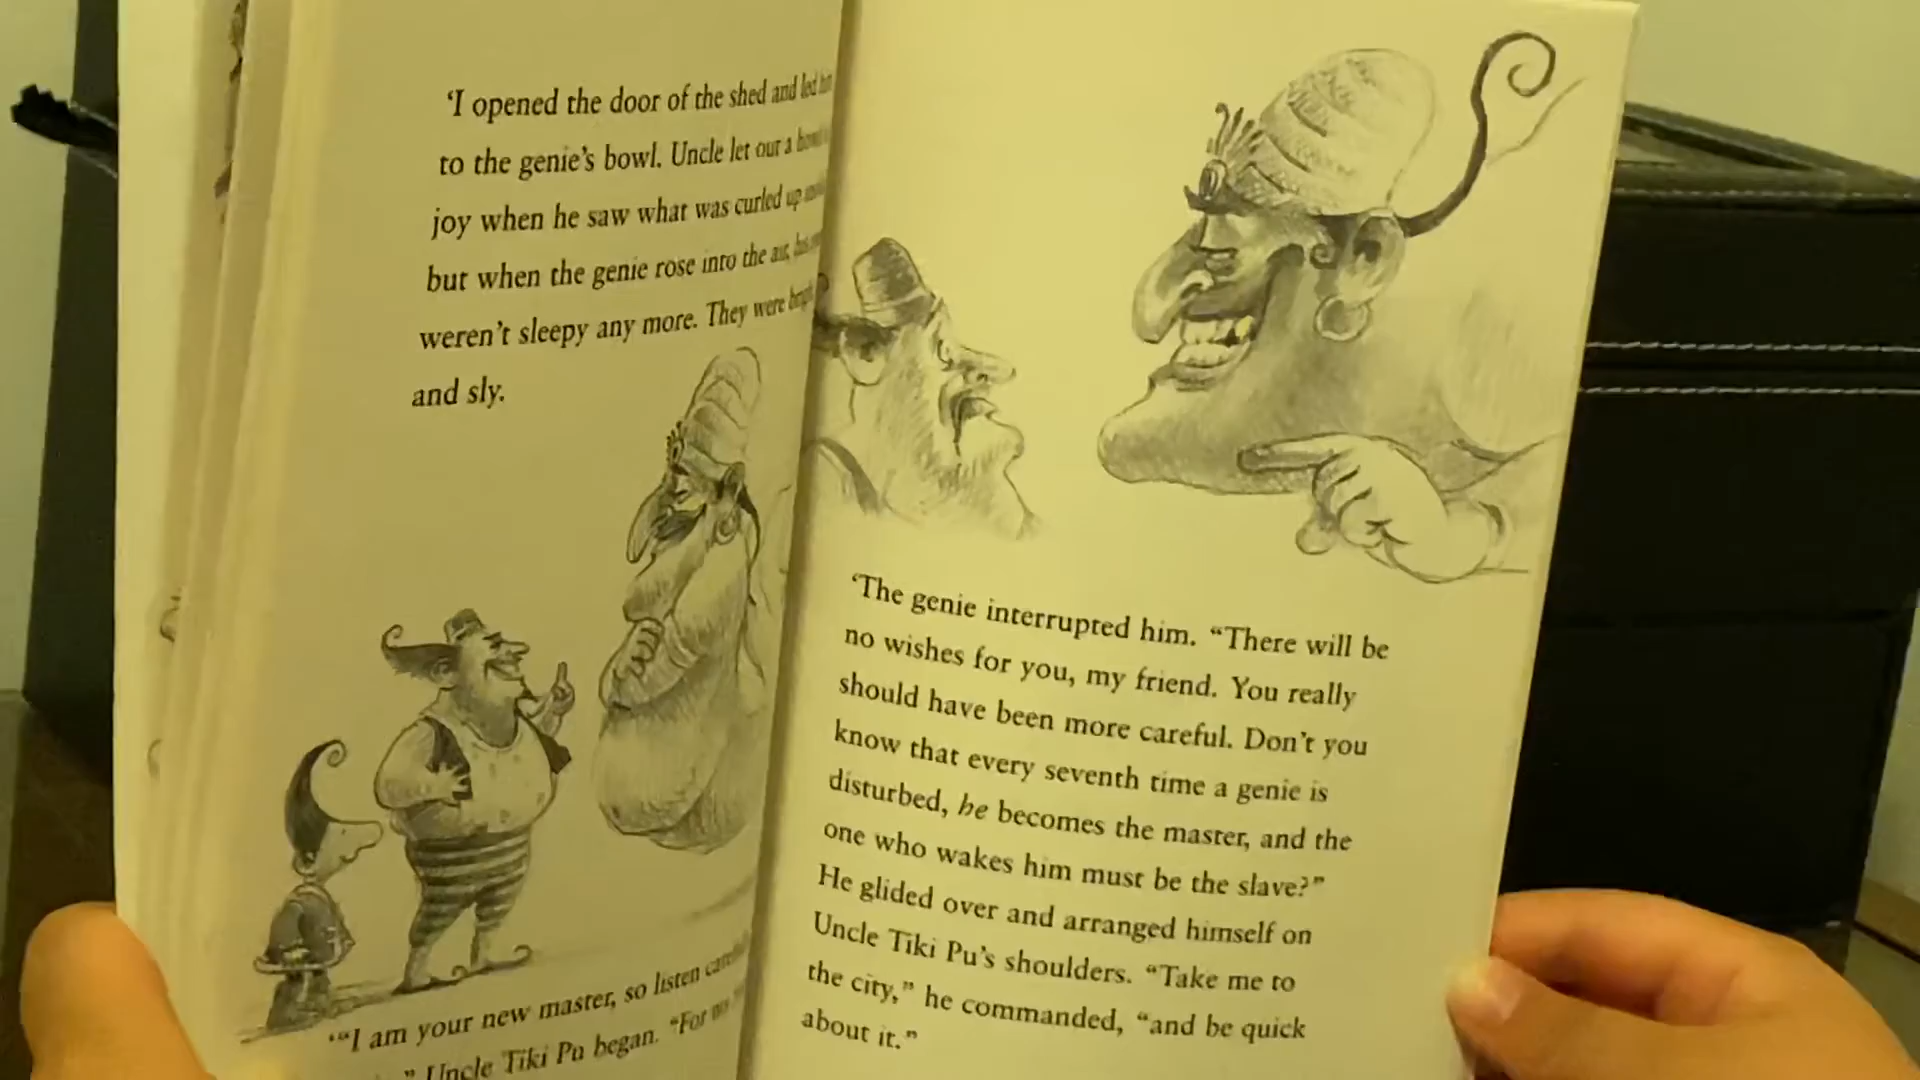 ‘I opened the door of the shed and led
to the genie’s bowl. Uncle let out a
joy when he saw what was curled up
but when the genie rose into the air, his
weren’t sleepy any more. They were
and sly.
‘“I am your new master, so listen
Uncle Tiki Pu began. “For
‘The genie interrupted him. “There will be
no wishes for you, my friend. You really
should have been more careful. Don’t you
know that every seventh time a genie is
disturbed, he becomes the master, and the
one who wakes him must be the slave?”
He glided over and arranged himself on
Uncle Tiki Pu’s shoulders. “Take me to
the city,” he commanded, “and be quick
about it.”